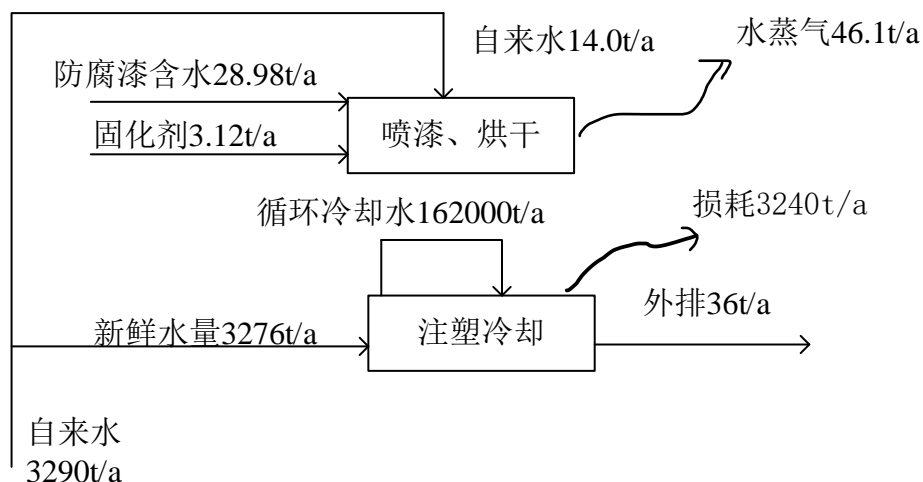 自来水14.0t/a
水蒸气46.1t/a
防腐漆含水28.98t/a
喷漆、烘干
固化剂3.12t/a
循环冷却水162000t/a
损耗3240t/a
外排36t/a
新鲜水量3276t/a
注塑冷却
自来水
3290t/a